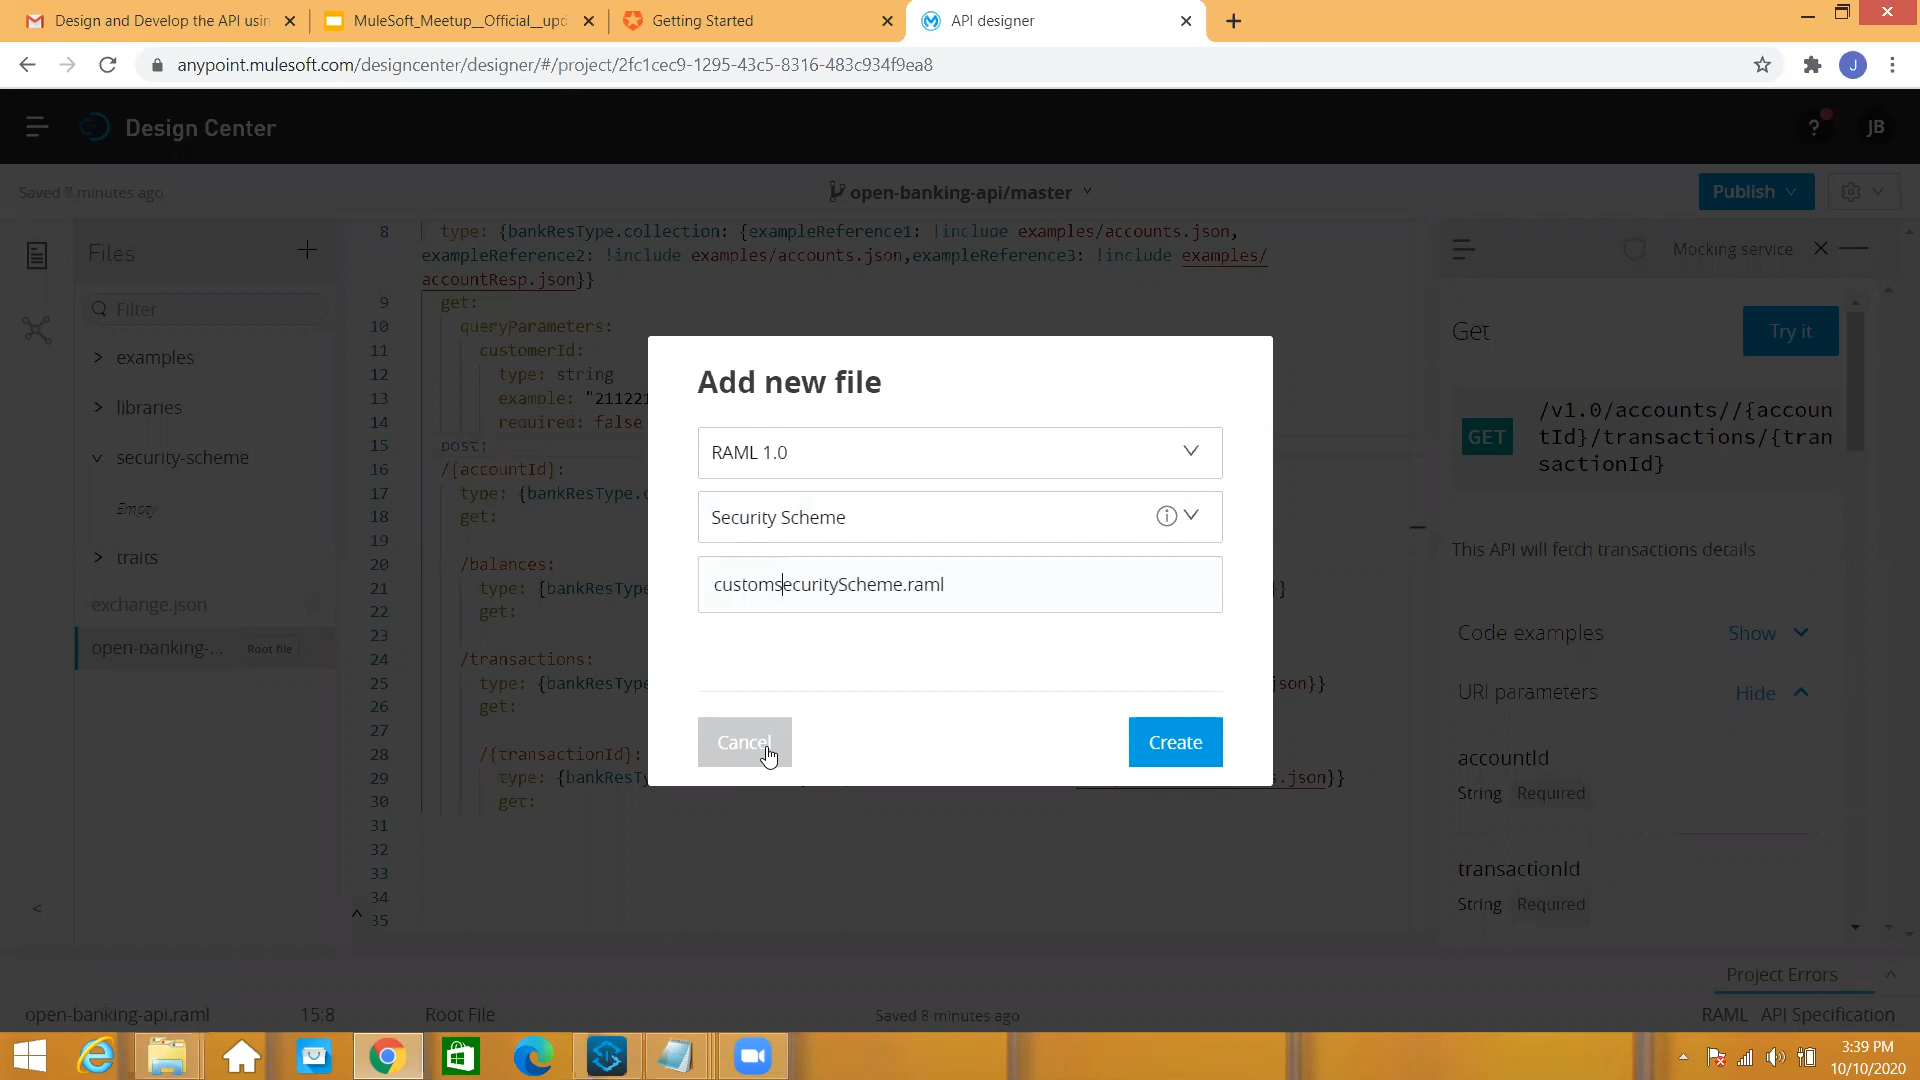 Design and Develop the API usin
MuleSoft_Meetup__Official__upd
Getting Started
API designer
anypoint.mulesoft.com/designcenter/designer/#/project/2fc1cec9-1295-43c5-8316-483c934f9ea8
J
Design Center
?
JB
Saved 8 minutes ago
open-banking-api/master
Publish
Files
Filter
examples
libraries
security-scheme
Empty
traits
exchange.json
open-banking-... Root file
8 type: {bankResType.collection: {exampleReference1: !include examples/accounts.json,
exampleReference2: !include examples/accounts.json,exampleReference3: !include examples/
accountResp.json}}
9 get:
10 queryParameters:
11 customerId:
12 type: string
13 example: "211221
14 required: false
15 post:
16 /{accountId}:
17 type: {bankResType.
18 get:
19
20 /balances:
21 type: {bankResType }}
22 get:
23
24 /transactions:
25 type: {bankResType json}}
26 get:
27
28 /{transactionId}:
29 type: {bankResTy s.json}}
30 get:
31
32
33
34
35
Add new file
RAML 1.0
Security Scheme
customsecurityScheme.raml
Cancel
Create
Mocking service
Get
Try it
GET
/v1.0/accounts//{accoun
tId}/transactions/{tran
sactionId}
This API will fetch transactions details
Code examples Show
URI parameters Hide
accountId
String Required
transactionId
String Required
Project Errors
open-banking-api.raml 15:8 Root File Saved 8 minutes ago RAML API Specification
3:39 PM
10/10/2020